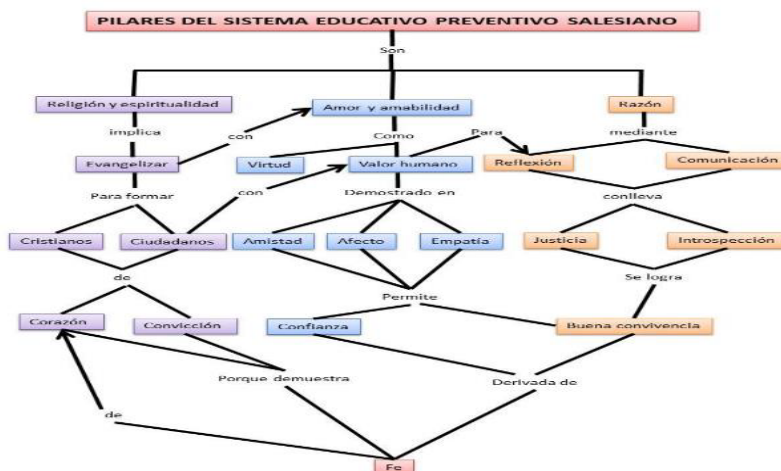 PILARES DEL SISTEMA EDUCATIVO PREVENTIVO SALESIANO
Son
Religión y espiritualidad
Amor y amabilidad
Razón
implica
con
Como
Para
mediante
Evangelizar
Virtud
Valor humano
Reflexión
Comunicación
Para formar
con
Demostrado en
conlleva
Cristianos
Ciudadanos
Amistad
Afecto
Empatía
Justicia
Introspección
de
Permite
Se logra
Corazón
Convicción
Confianza
Buena convivencia
Porque demuestra
Derivada de
de
Fe